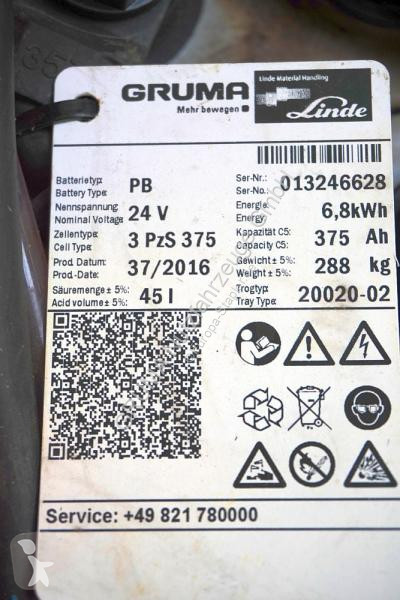 35
GRUMA
Mehr bewegen
Linde Material Handling
Linde
Batterietyp: PB Ser-Nr.: 013246628
Battery Type: Ser-No.:
Nennspannung: 24 V Energie: 6,8kWh
Nominal Voltage: Energy:
Zellentype: 3 PzS 375 Kapazität C5: 375 Ah
Cell Type: Capacity C5:
Prod. Datum: 37/2016 Gewicht ± 5%: 288 kg
Prod.-Date: Weight ± 5%:
Säuremenge ± 5%: 45 l Trogtyp: 20020-02
Acid volume ± 5%: Tray Type:
Service: +49 821 780000